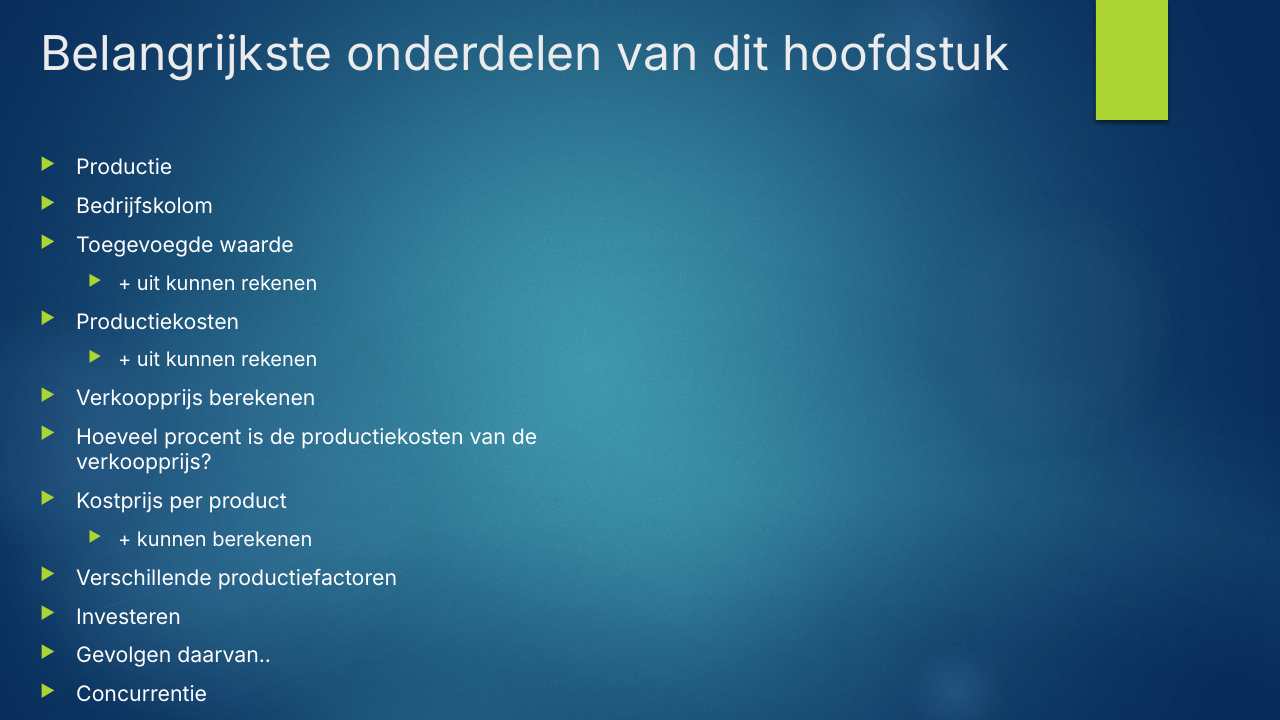 Belangrijkste onderdelen van dit hoofdstuk
Productie
Bedrijfskolom
Toegevoegde waarde
+ uit kunnen rekenen
Productiekosten
+ uit kunnen rekenen
Verkoopprijs berekenen
Hoeveel procent is de productiekosten van de
verkoopprijs?
Kostprijs per product
+ kunnen berekenen
Verschillende productiefactoren
Investeren
Gevolgen daarvan..
Concurrentie